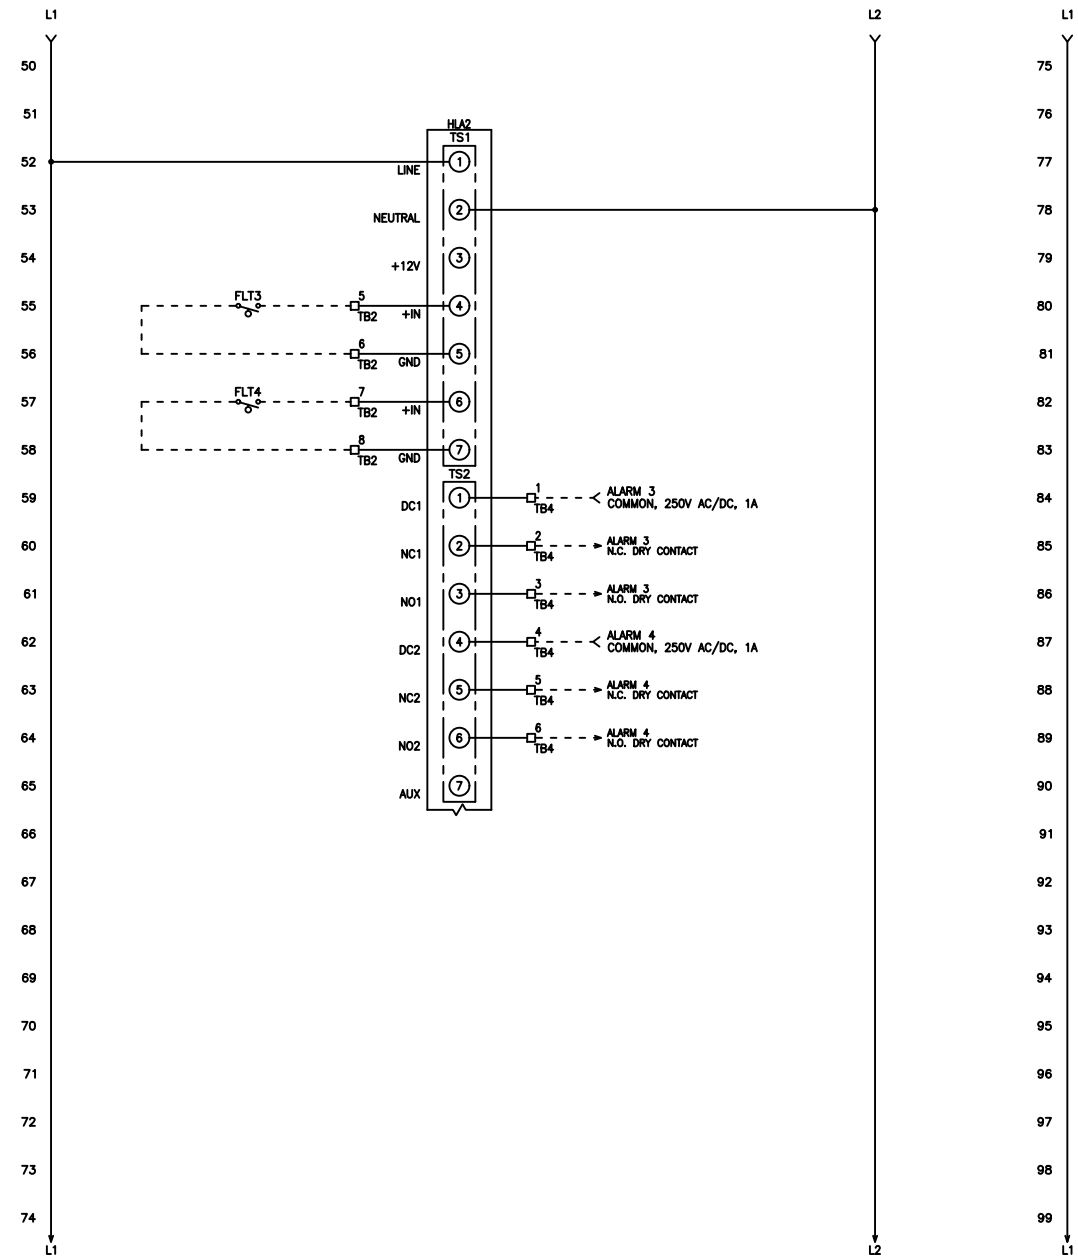 L1 L2 L1
50 75
51 76
HLA2
TS1
52 1 77
LINE
53 2 78
NEUTRAL
54 3 79
+12V
FLT3 5
55 4 80
TB2 +IN
6
56 5 81
TB2 GND
FLT4 7
57 6 82
TB2 +IN
8
58 7 83
TB2 GND
TS2
1 ALARM 3
59 1 84
DC1 TB4 COMMON, 250V AC/DC, 1A
2 ALARM 3
60 2 85
NC1 TB4 N.C. DRY CONTACT
3 ALARM 3
61 3 86
NO1 TB4 N.O. DRY CONTACT
4 ALARM 4
62 4 87
DC2 TB4 COMMON, 250V AC/DC, 1A
5 ALARM 4
63 5 88
NC2 TB4 N.C. DRY CONTACT
6 ALARM 4
64 6 89
NO2 TB4 N.O. DRY CONTACT
65 7 90
AUX
66 91
67 92
68 93
69 94
70 95
71 96
72 97
73 98
74 99
L1 L2 L1